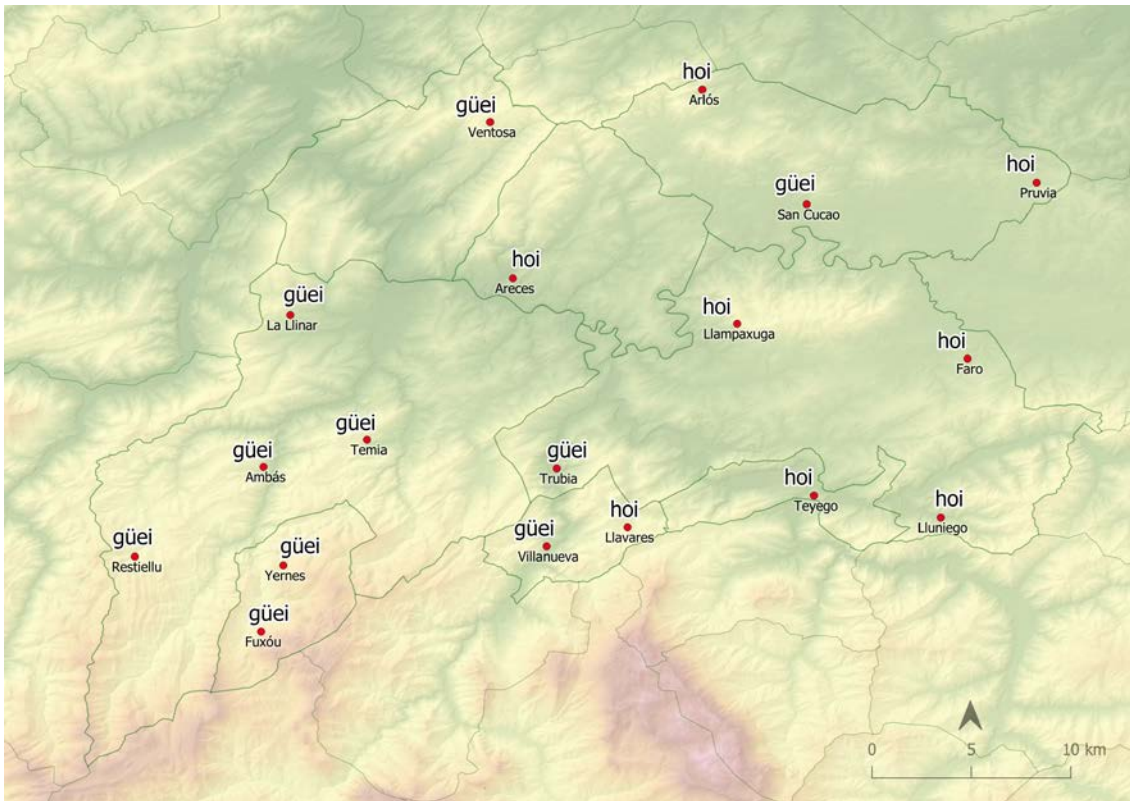 hoi
Arlós
güei
Ventosa
hoi
Pruvia
güei
San Cucao
hoi
Areces
güei
La Llinar
hoi
Llampaxuga
hoi
Faro
güei
Temia
güei
Ambás
güei
Trubia
hoi
Teyego
hoi
Lluniego
hoi
Llavares
güei
Villanueva
güei
Restiellu
güei
Yernes
güei
Fuxóu
0 5 10 km